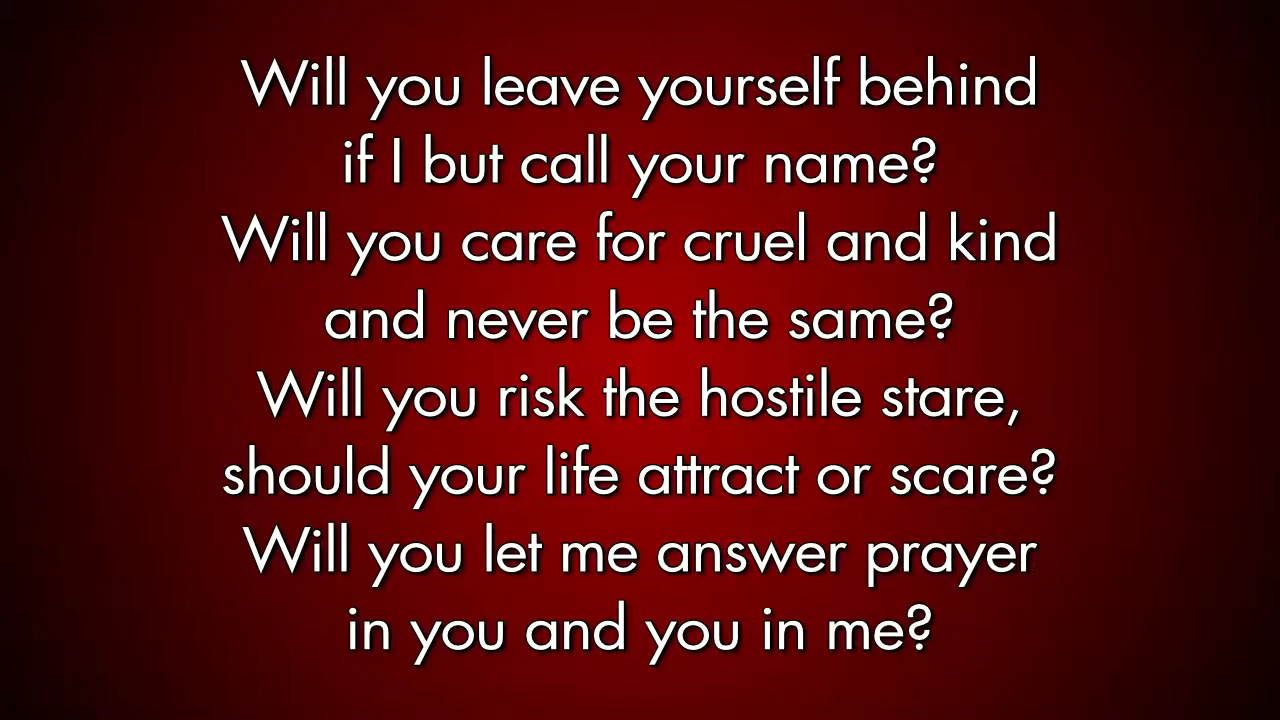 Will you leave yourself behind
if I but call your name?
Will you care for cruel and kind
and never be the same?
Will you risk the hostile stare,
should your life attract or scare?
Will you let me answer prayer
in you and you in me?